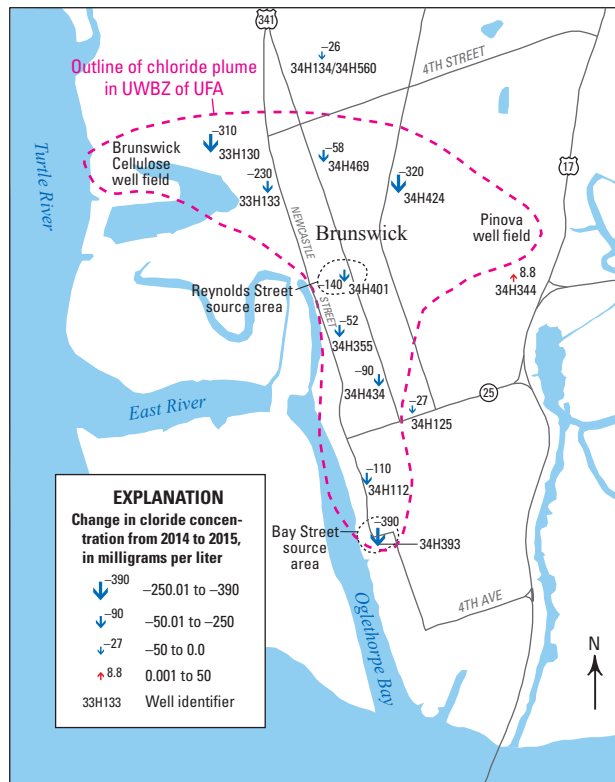 341
–26
34H134/34H560
4TH STREET
Outline of chloride plume
in UWBZ of UFA
–310
33H130
Brunswick
Cellulose
well field
–58
34H469
–320
34H424
17
Turtle River
–230
33H133
NEWCASTLE
STREET
Brunswick
Pinova
well field
8.8
34H344
Reynolds Street
source area
–140
34H401
–52
34H355
–90
34H434
25
East River
–27
34H125
–110
34H112
Bay Street
source
area
–390
34H393
4TH AVE
Oglethorpe Bay
N
EXPLANATION
Change in cloride concen-
tration from 2014 to 2015,
in milligrams per liter
–390 –250.01 to –390
–90 –50.01 to –250
–27 –50 to 0.0
8.8 0.001 to 50
33H133 Well identifier